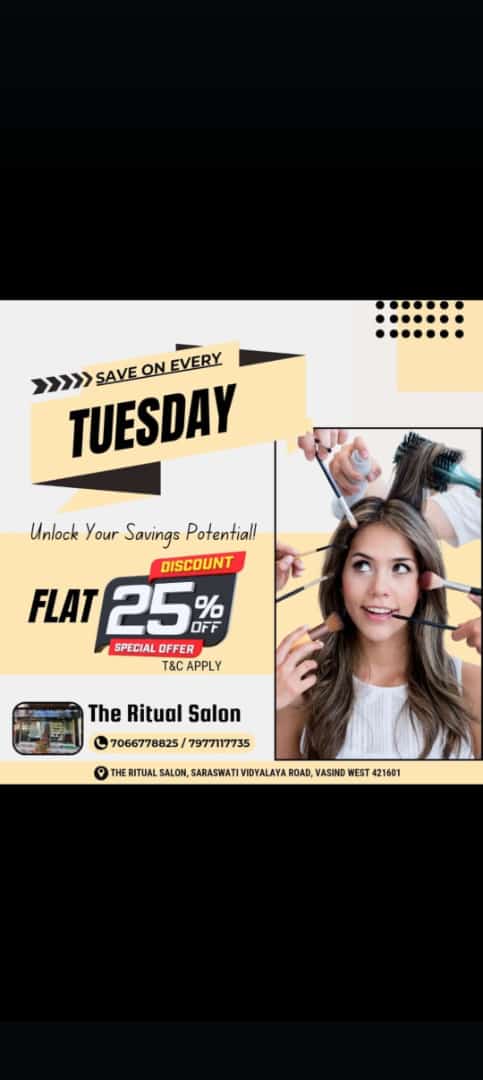 SAVE ON EVERY
TUESDAY
Unlock Your Savings Potential!
DISCOUNT
FLAT 25% OFF
SPECIAL OFFER
T&C APPLY
The Ritual Salon
7066778825 / 7977117735
THE RITUAL SALON, SARASWATI VIDYALAYA ROAD, VASIND WEST 421601